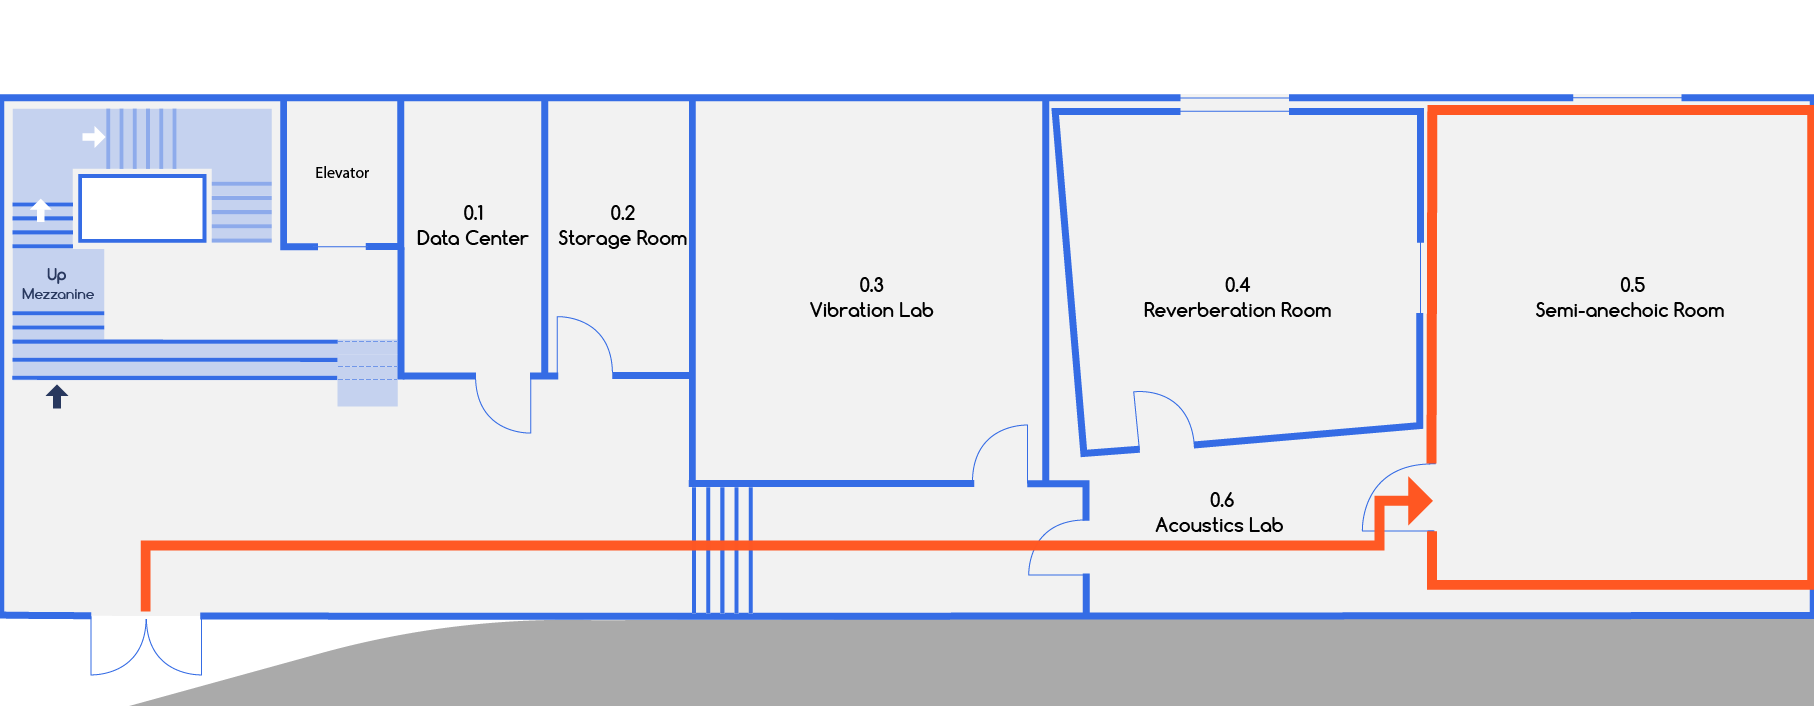 Elevator
0.1
Data Center
0.2
Storage Room
Up
Mezzanine
0.3
Vibration Lab
0.4
Reverberation Room
0.5
Semi-anechoic Room
0.6
Acoustics Lab